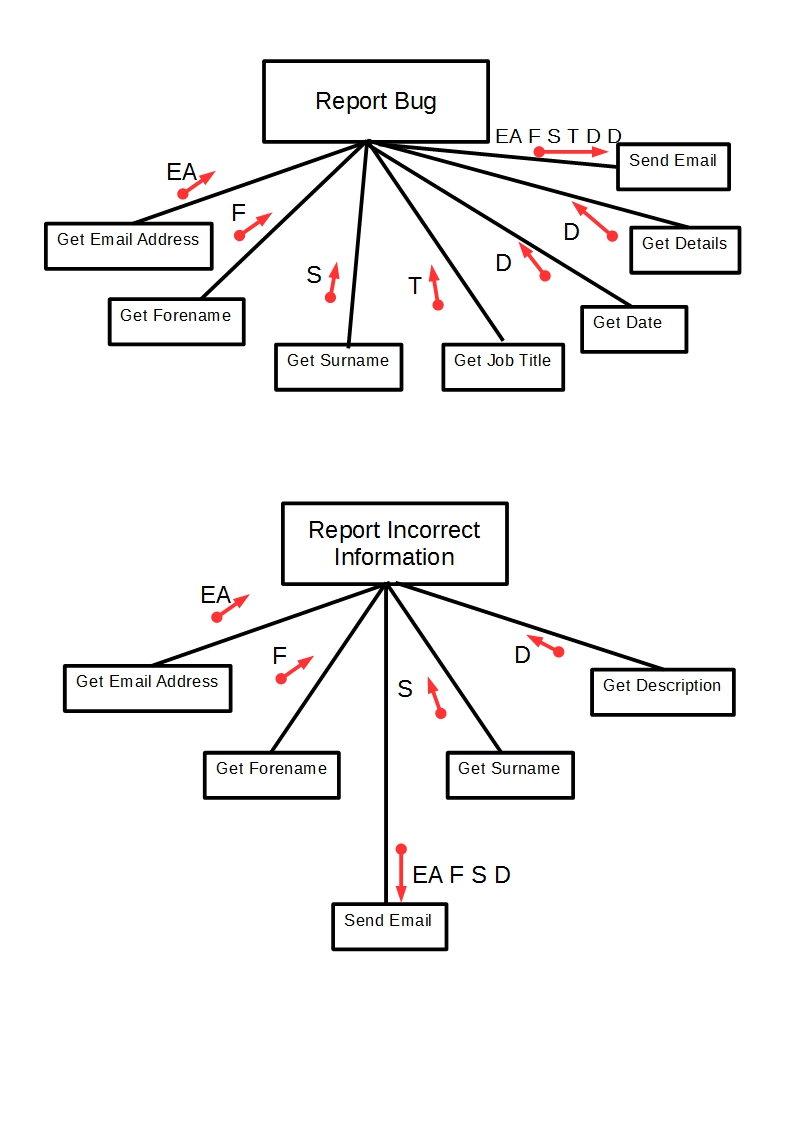 Report Bug
EA F S T D D
Send Email
EA
F
Get Email Address
D
Get Details
D
S
T
Get Forename
Get Date
Get Surname
Get Job Title
Report Incorrect
Information
EA
F
D
Get Email Address
S
Get Description
Get Forename
Get Surname
EA F S D
Send Email